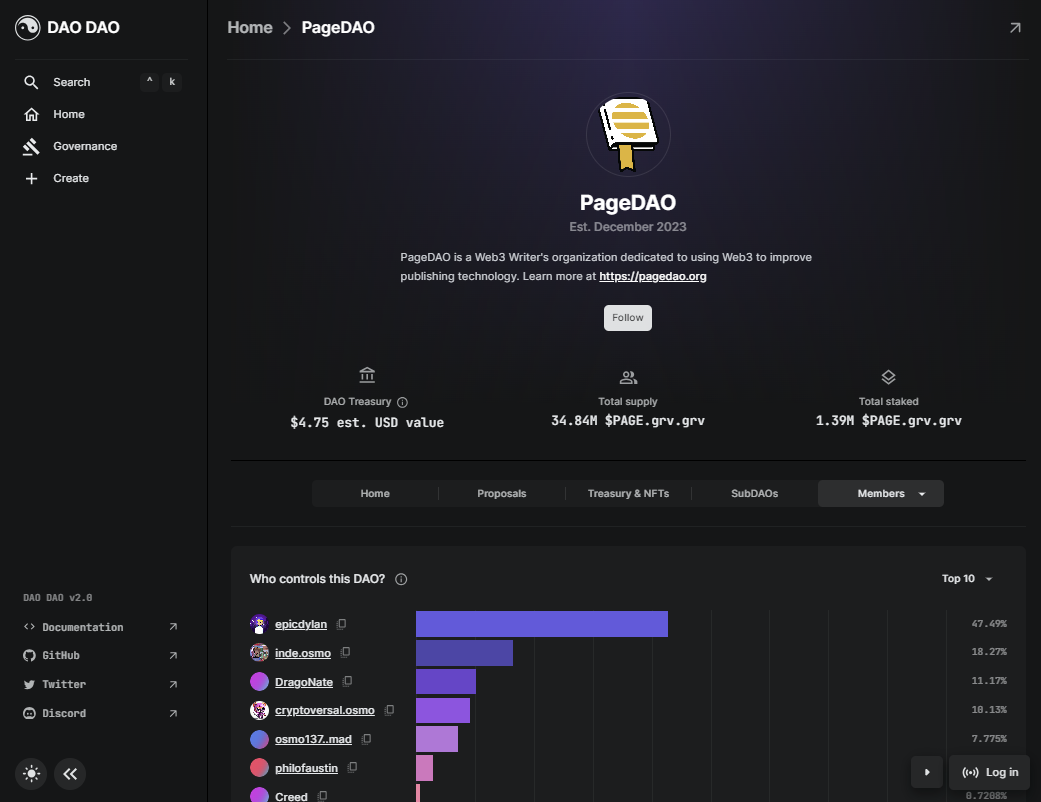 DAO DAO
Home > PageDAO
Search ^ k
Home
Governance
Create
PageDAO
Est. December 2023
PageDAO is a Web3 Writer's organization dedicated to using Web3 to improve
publishing technology. Learn more at https://pagedao.org
Follow
DAO Treasury
$4.75 est. USD value
Total supply
34.84M $PAGE.grv.grv
Total staked
1.39M $PAGE.grv.grv
Home Proposals Treasury & NFTs SubDAOs Members
Who controls this DAO? Top 10
epicdylan 47.49%
inde.osmo 18.27%
DragoNate 11.17%
cryptoversal.osmo 10.13%
osmo137..mad 7.775%
philofaustin
Creed 0.7208%
DAO DAO v2.0
Documentation
GitHub
Twitter
Discord
Log in